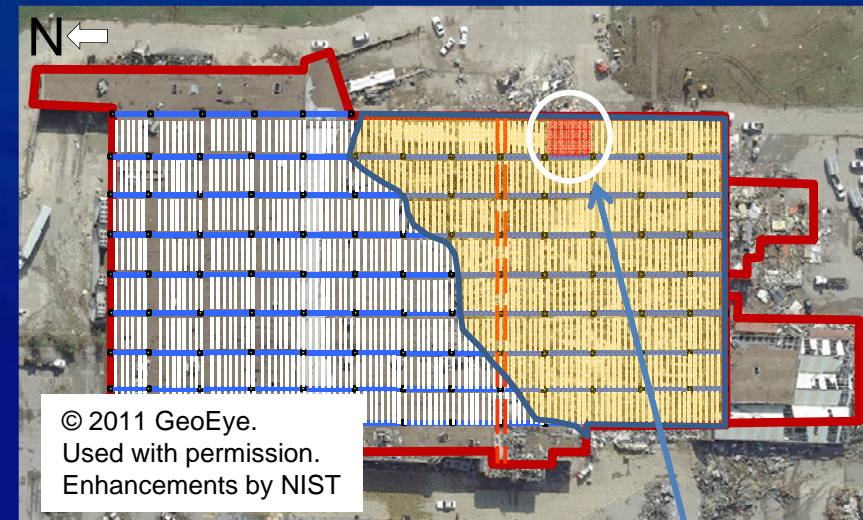 N
© 2011 GeoEye.
Used with permission.
Enhancements by NIST